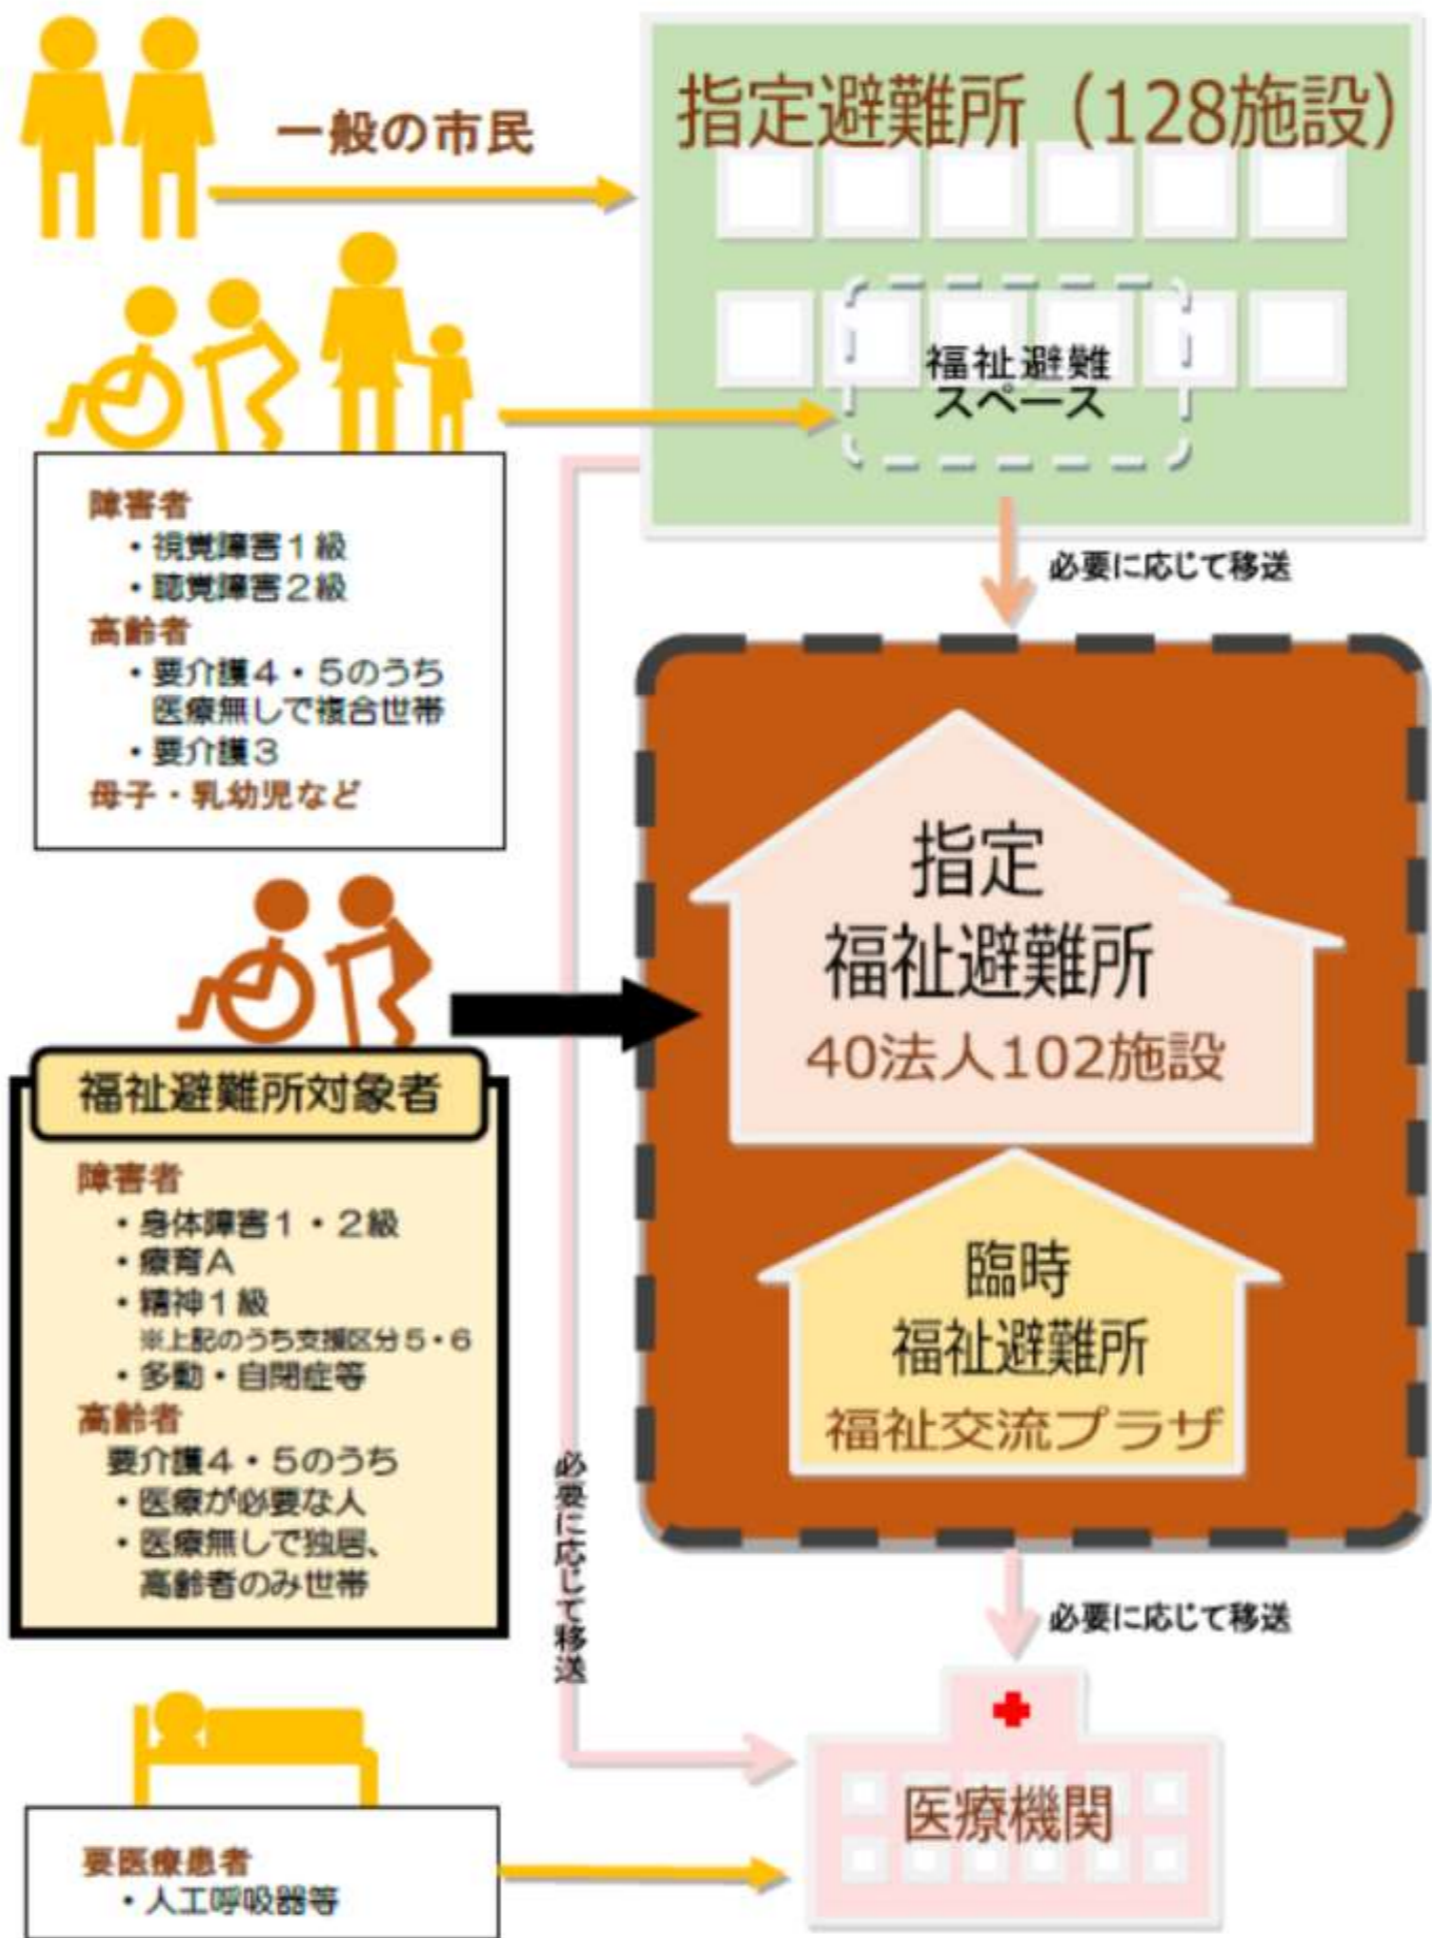 一般の市民
指定避難所（128施設）
福祉避難
スペース
障害者
・視覚障害１級
・聴覚障害２級
高齢者
・要介護４・５のうち
医療無しで複合世帯
・要介護３
母子・乳幼児など
必要に応じて移送
指定
福祉避難所
40法人102施設
臨時
福祉避難所
福祉交流プラザ
福祉避難所対象者
障害者
・身体障害１・２級
・療育Ａ
・精神１級
※上記のうち支援区分５・６
・多動・自閉症等
高齢者
要介護４・５のうち
・医療が必要な人
・医療無しで独居、
高齢者のみ世帯
必要に応じて移送
必要に応じて移送
医療機関
要医療患者
・人工呼吸器等